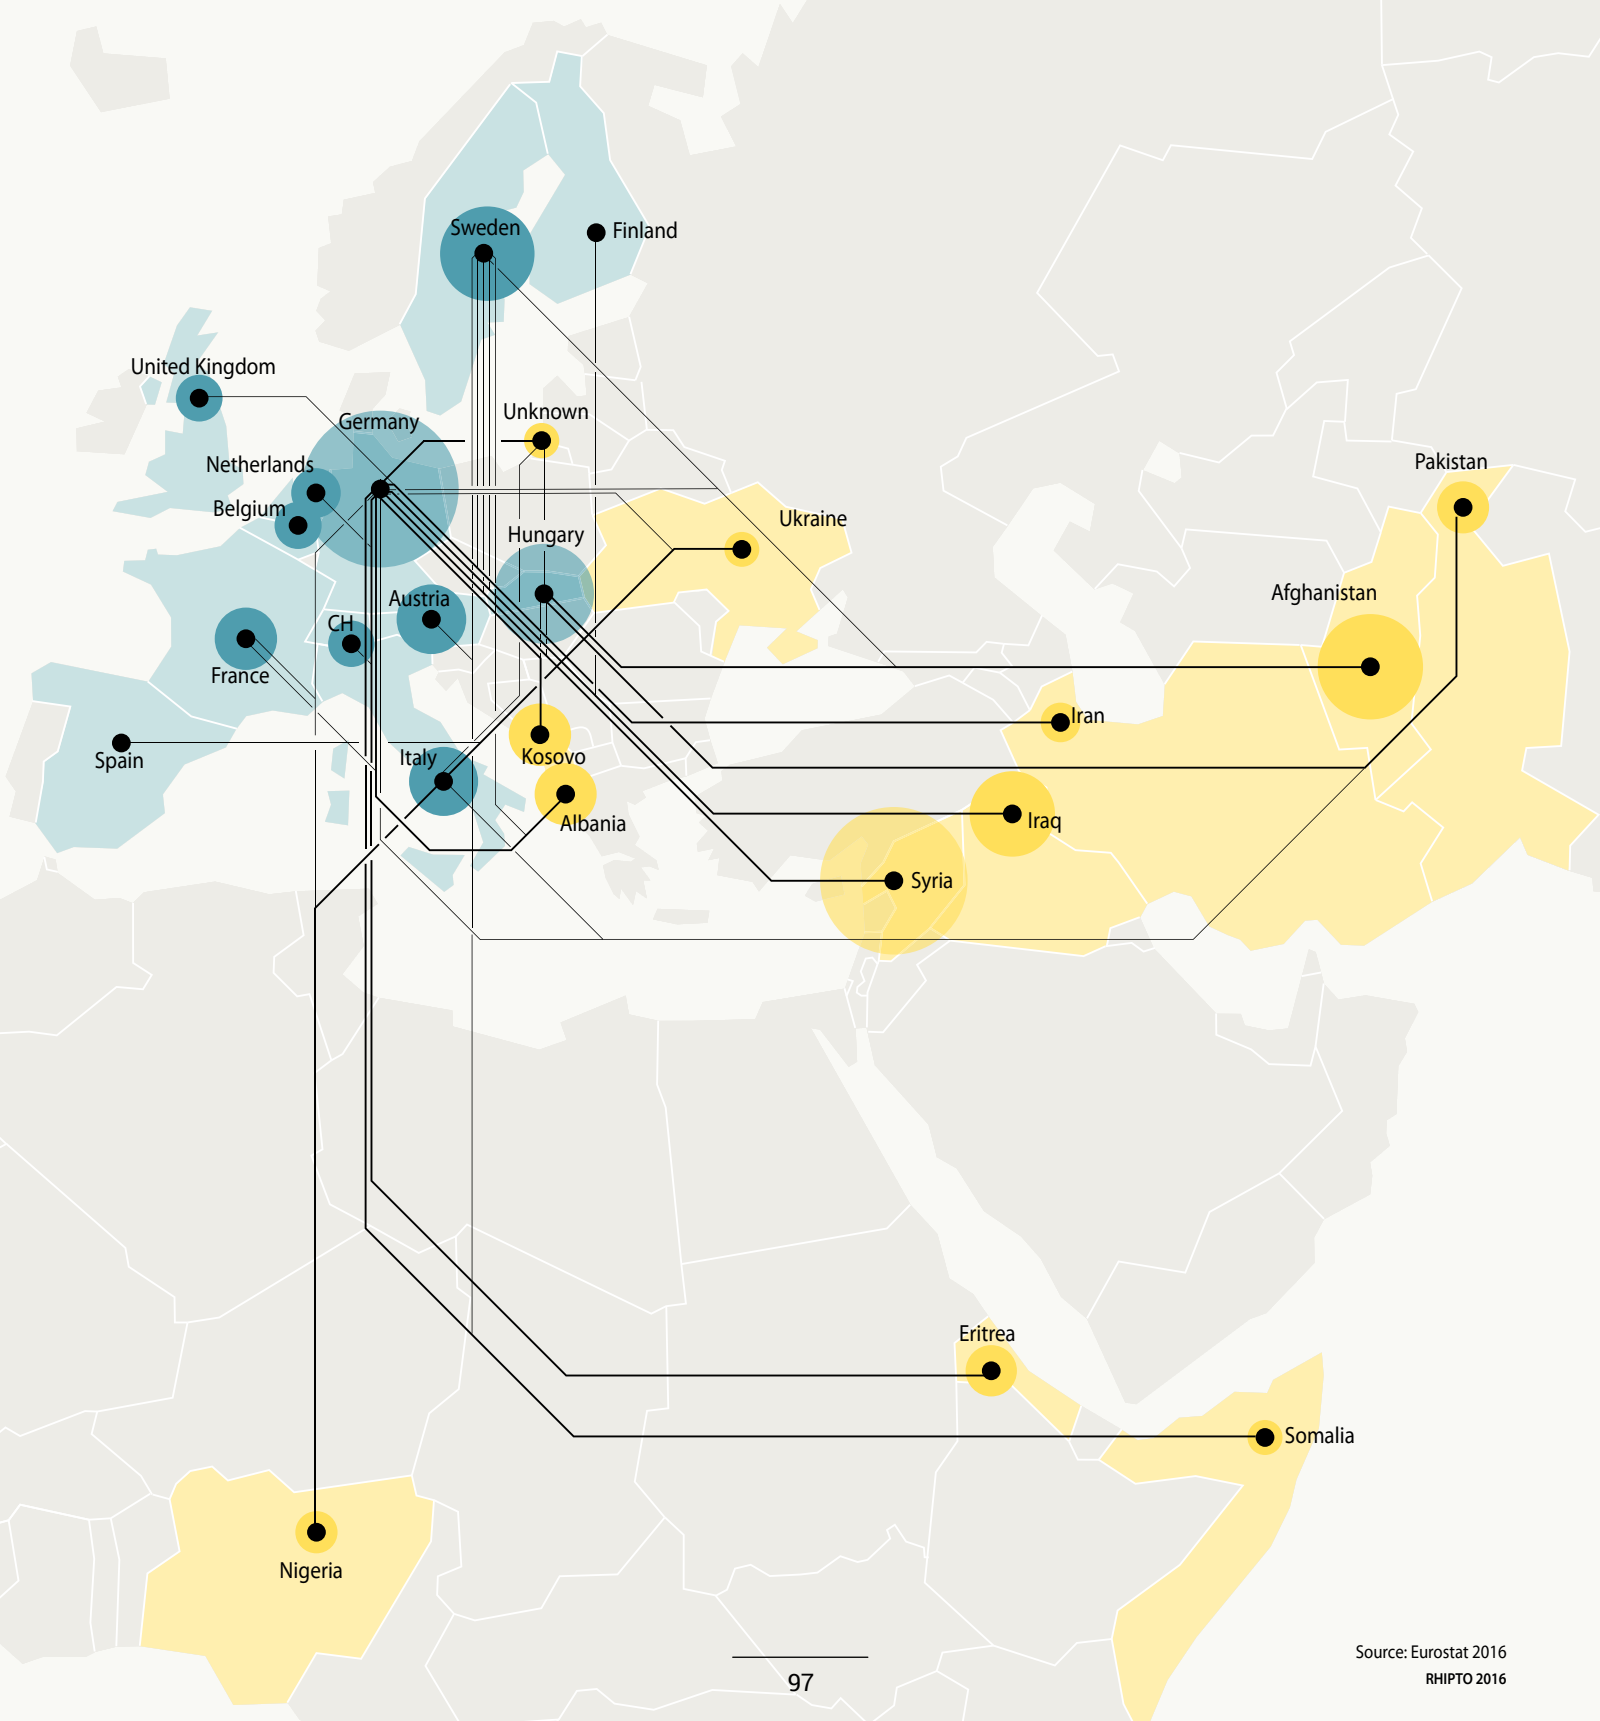 Sweden
Finland
United Kingdom
Unknown
Germany
Netherlands
Pakistan
Belgium
Ukraine
Hungary
Afghanistan
Austria
CH
France
Iran
Kosovo
Italy
Spain
Albania
Iraq
Syria
Eritrea
Somalia
Nigeria
Source: Eurostat 2016
RHIPTO 2016
97